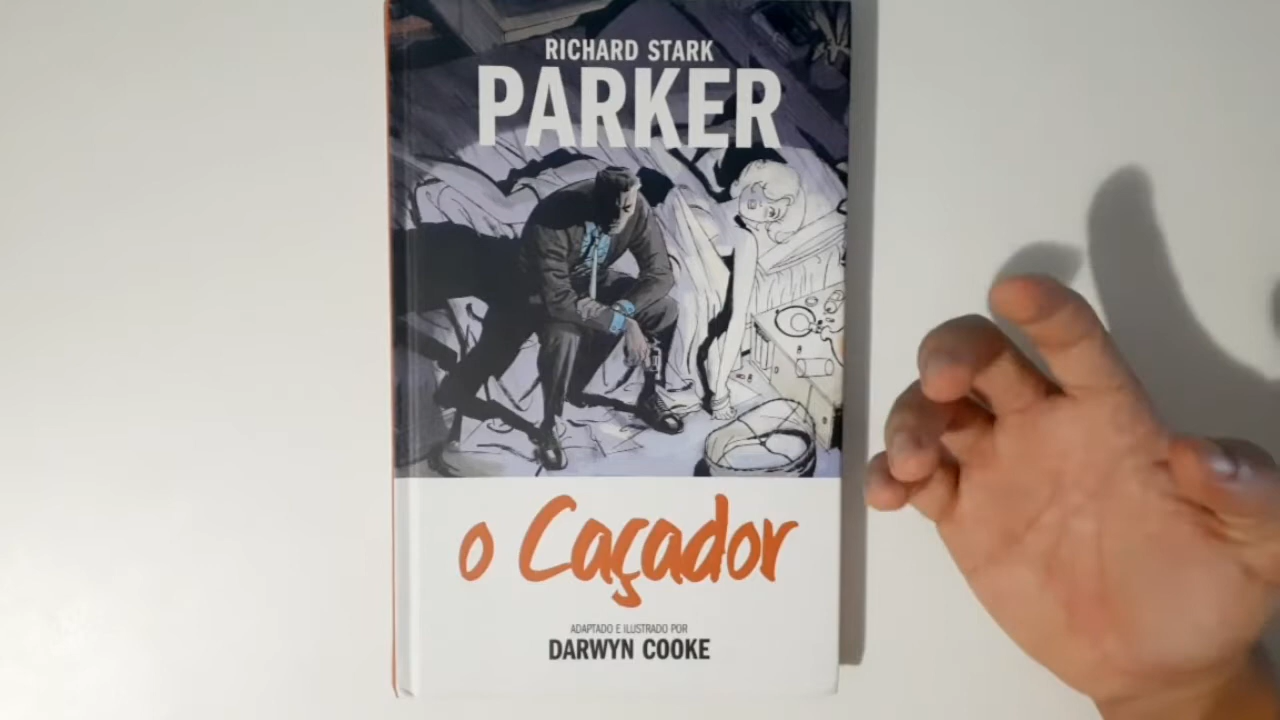 RICHARD STARK
PARKER
o Caçador
ADAPTADO E ILUSTRADO POR
DARWYN COOKE